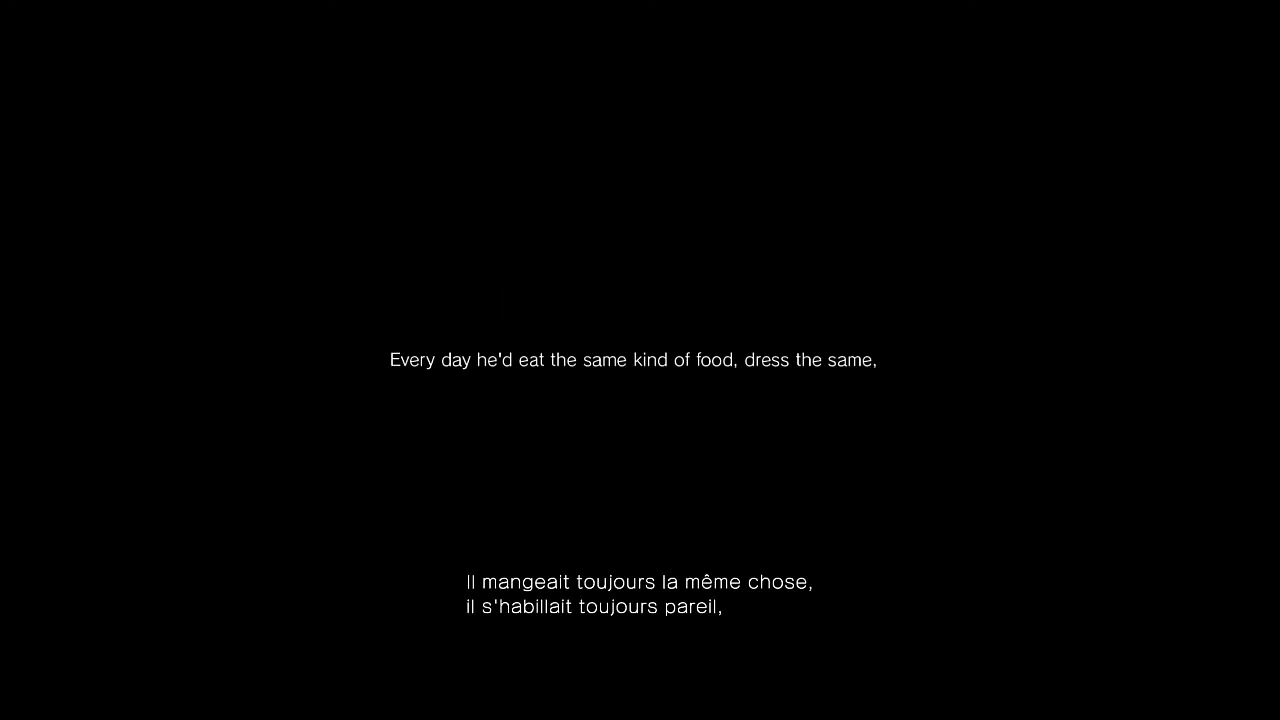 Every day he'd eat the same kind of food, dress the same,
Il mangeait toujours la même chose,
il s'habillait toujours pareil,